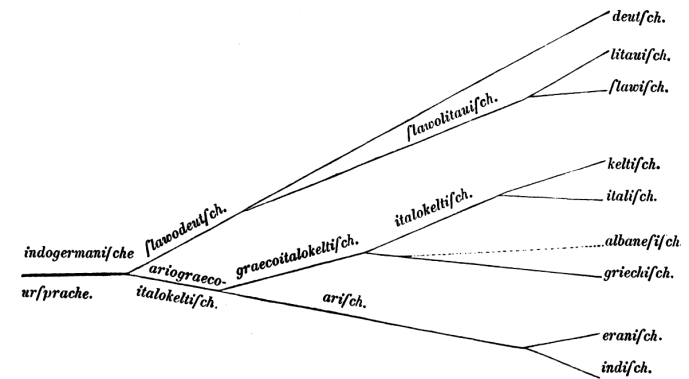 deutſch.
litauiſch.
ſlawiſch.
ſlawolitauiſch.
keltiſch.
italiſch.
italokeltiſch.
ſlawodeutſch.
albaneſiſch.
griechiſch.
graecoitalokeltiſch.
indogermaniſche
urſprache.
ariograeco-
italokeltiſch.
ariſch.
eraniſch.
indiſch.